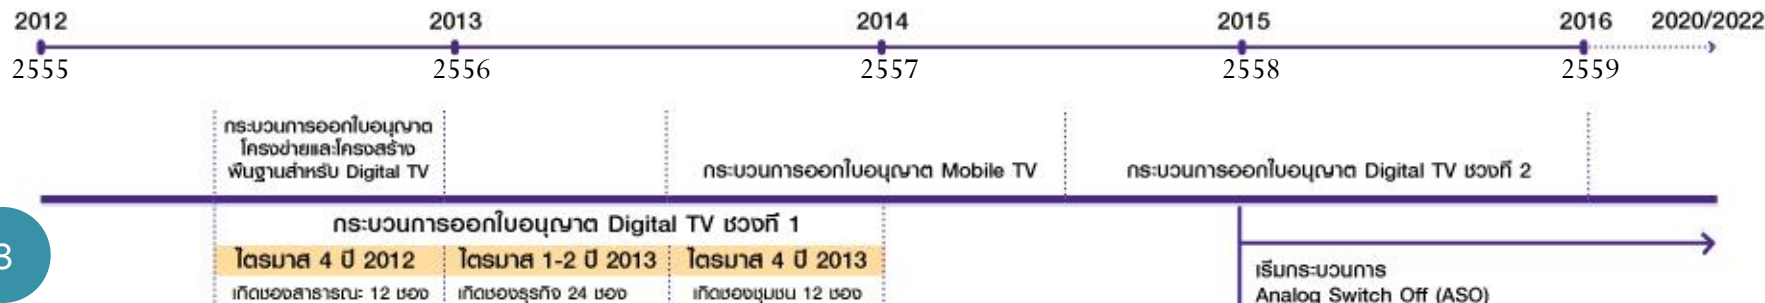 2012 2013 2014 2015 2016 2020/2022
2555 2556 2557 2558 2559
กระบวนการออกใบอนุญาต
โครงข่ายและโครงสร้าง
พื้นฐานสำหรับ Digital TV
กระบวนการออกใบอนุญาต Mobile TV
กระบวนการออกใบอนุญาต Digital TV ช่วงที่ 2
กระบวนการออกใบอนุญาต Digital TV ช่วงที่ 1
3
ไตรมาส 4 ปี 2012 ไตรมาส 1-2 ปี 2013 ไตรมาส 4 ปี 2013
เกิดช่องสาธารณะ 12 ช่อง เกิดช่องธุรกิจ 24 ช่อง เกิดช่องชุมชน 12 ช่อง
เริ่มกระบวนการ
Analog Switch Off (ASO)